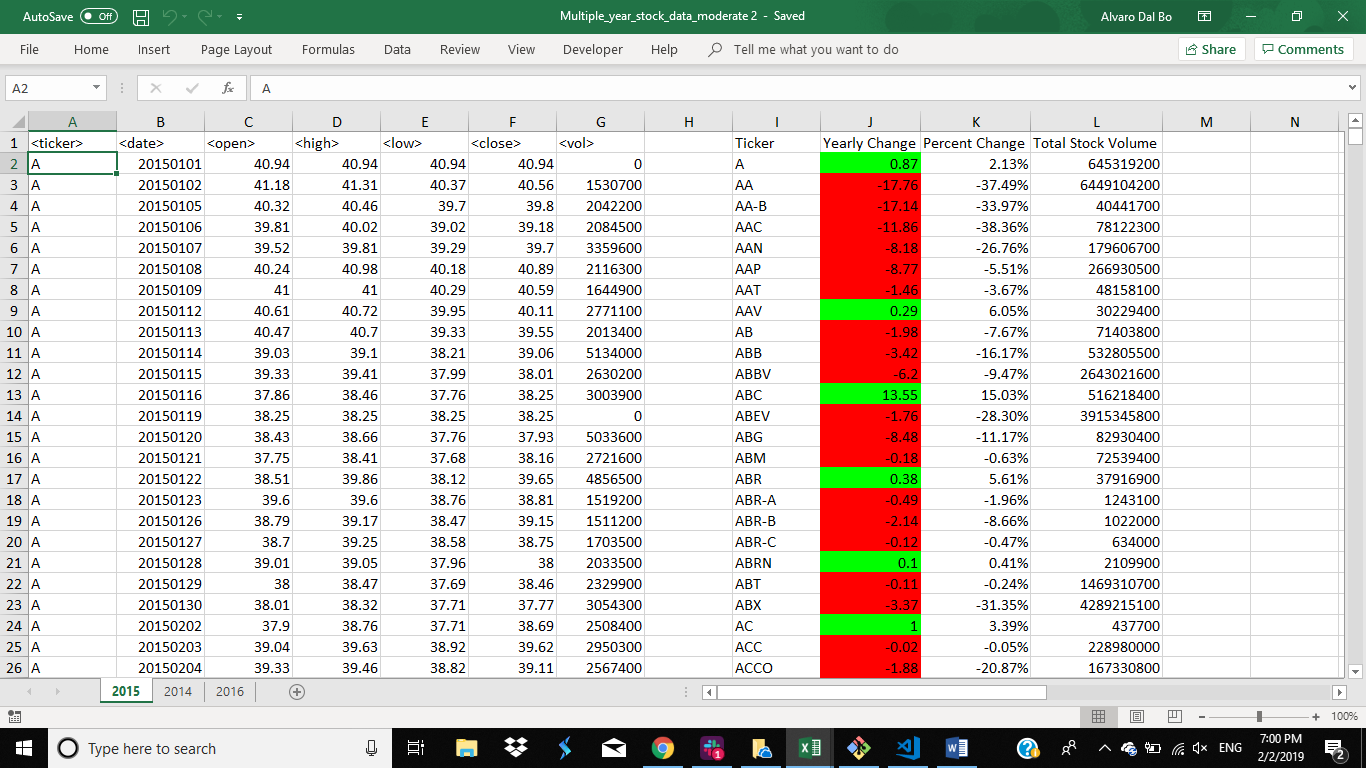 AutoSave Off Multiple_year_stock_data_moderate 2 - Saved Alvaro Dal Bo
File Home Insert Page Layout Formulas Data Review View Developer Help Tell me what you want to do Share Comments
A2 fx A
A B C D E F G H I J K L M N
1 <ticker> <date> <open> <high> <low> <close> <vol> Ticker Yearly Change Percent Change Total Stock Volume
2 A 20150101 40.94 40.94 40.94 40.94 0 A 0.87 2.13% 645319200
3 A 20150102 41.18 41.31 40.37 40.56 1530700 AA -17.76 -37.49% 6449104200
4 A 20150105 40.32 40.46 39.7 39.8 2042200 AA-B -17.14 -33.97% 40441700
5 A 20150106 39.81 40.02 39.02 39.18 2084500 AAC -11.86 -38.36% 78122300
6 A 20150107 39.52 39.81 39.29 39.7 3359600 AAN -8.18 -26.76% 179606700
7 A 20150108 40.24 40.98 40.18 40.89 2116300 AAP -8.77 -5.51% 266930500
8 A 20150109 41 41 40.29 40.59 1644900 AAT -1.46 -3.67% 48158100
9 A 20150112 40.61 40.72 39.95 40.11 2771100 AAV 0.29 6.05% 30229400
10 A 20150113 40.47 40.7 39.33 39.55 2013400 AB -1.98 -7.67% 71403800
11 A 20150114 39.03 39.1 38.21 39.06 5134000 ABB -3.42 -16.17% 532805500
12 A 20150115 39.33 39.41 37.99 38.01 2630200 ABBV -6.2 -9.47% 2643021600
13 A 20150116 37.86 38.46 37.76 38.25 3003900 ABC 13.55 15.03% 516218400
14 A 20150119 38.25 38.25 38.25 38.25 0 ABEV -1.76 -28.30% 3915345800
15 A 20150120 38.43 38.66 37.76 37.93 5033600 ABG -8.48 -11.17% 82930400
16 A 20150121 37.75 38.41 37.68 38.16 2721600 ABM -0.18 -0.63% 72539400
17 A 20150122 38.51 39.86 38.12 39.65 4856500 ABR 0.38 5.61% 37916900
18 A 20150123 39.6 39.6 38.76 38.81 1519200 ABR-A -0.49 -1.96% 1243100
19 A 20150126 38.79 39.17 38.47 39.15 1511200 ABR-B -2.14 -8.66% 1022000
20 A 20150127 38.7 39.25 38.58 38.75 1703500 ABR-C -0.12 -0.47% 634000
21 A 20150128 39.01 39.05 37.96 38 2033500 ABRN 0.1 0.41% 2109900
22 A 20150129 38 38.47 37.69 38.46 2329900 ABT -0.11 -0.24% 1469310700
23 A 20150130 38.01 38.32 37.71 37.77 3054300 ABX -3.37 -31.35% 4289215100
24 A 20150202 37.9 38.76 37.71 38.69 2508400 AC 1 3.39% 437700
25 A 20150203 39.04 39.63 38.92 39.62 2950300 ACC -0.02 -0.05% 228980000
26 A 20150204 39.33 39.46 38.82 39.11 2567400 ACCO -1.88 -20.87% 167330800
2015 2014 2016
100%
Type here to search ENG 7:00 PM
2/2/2019 2